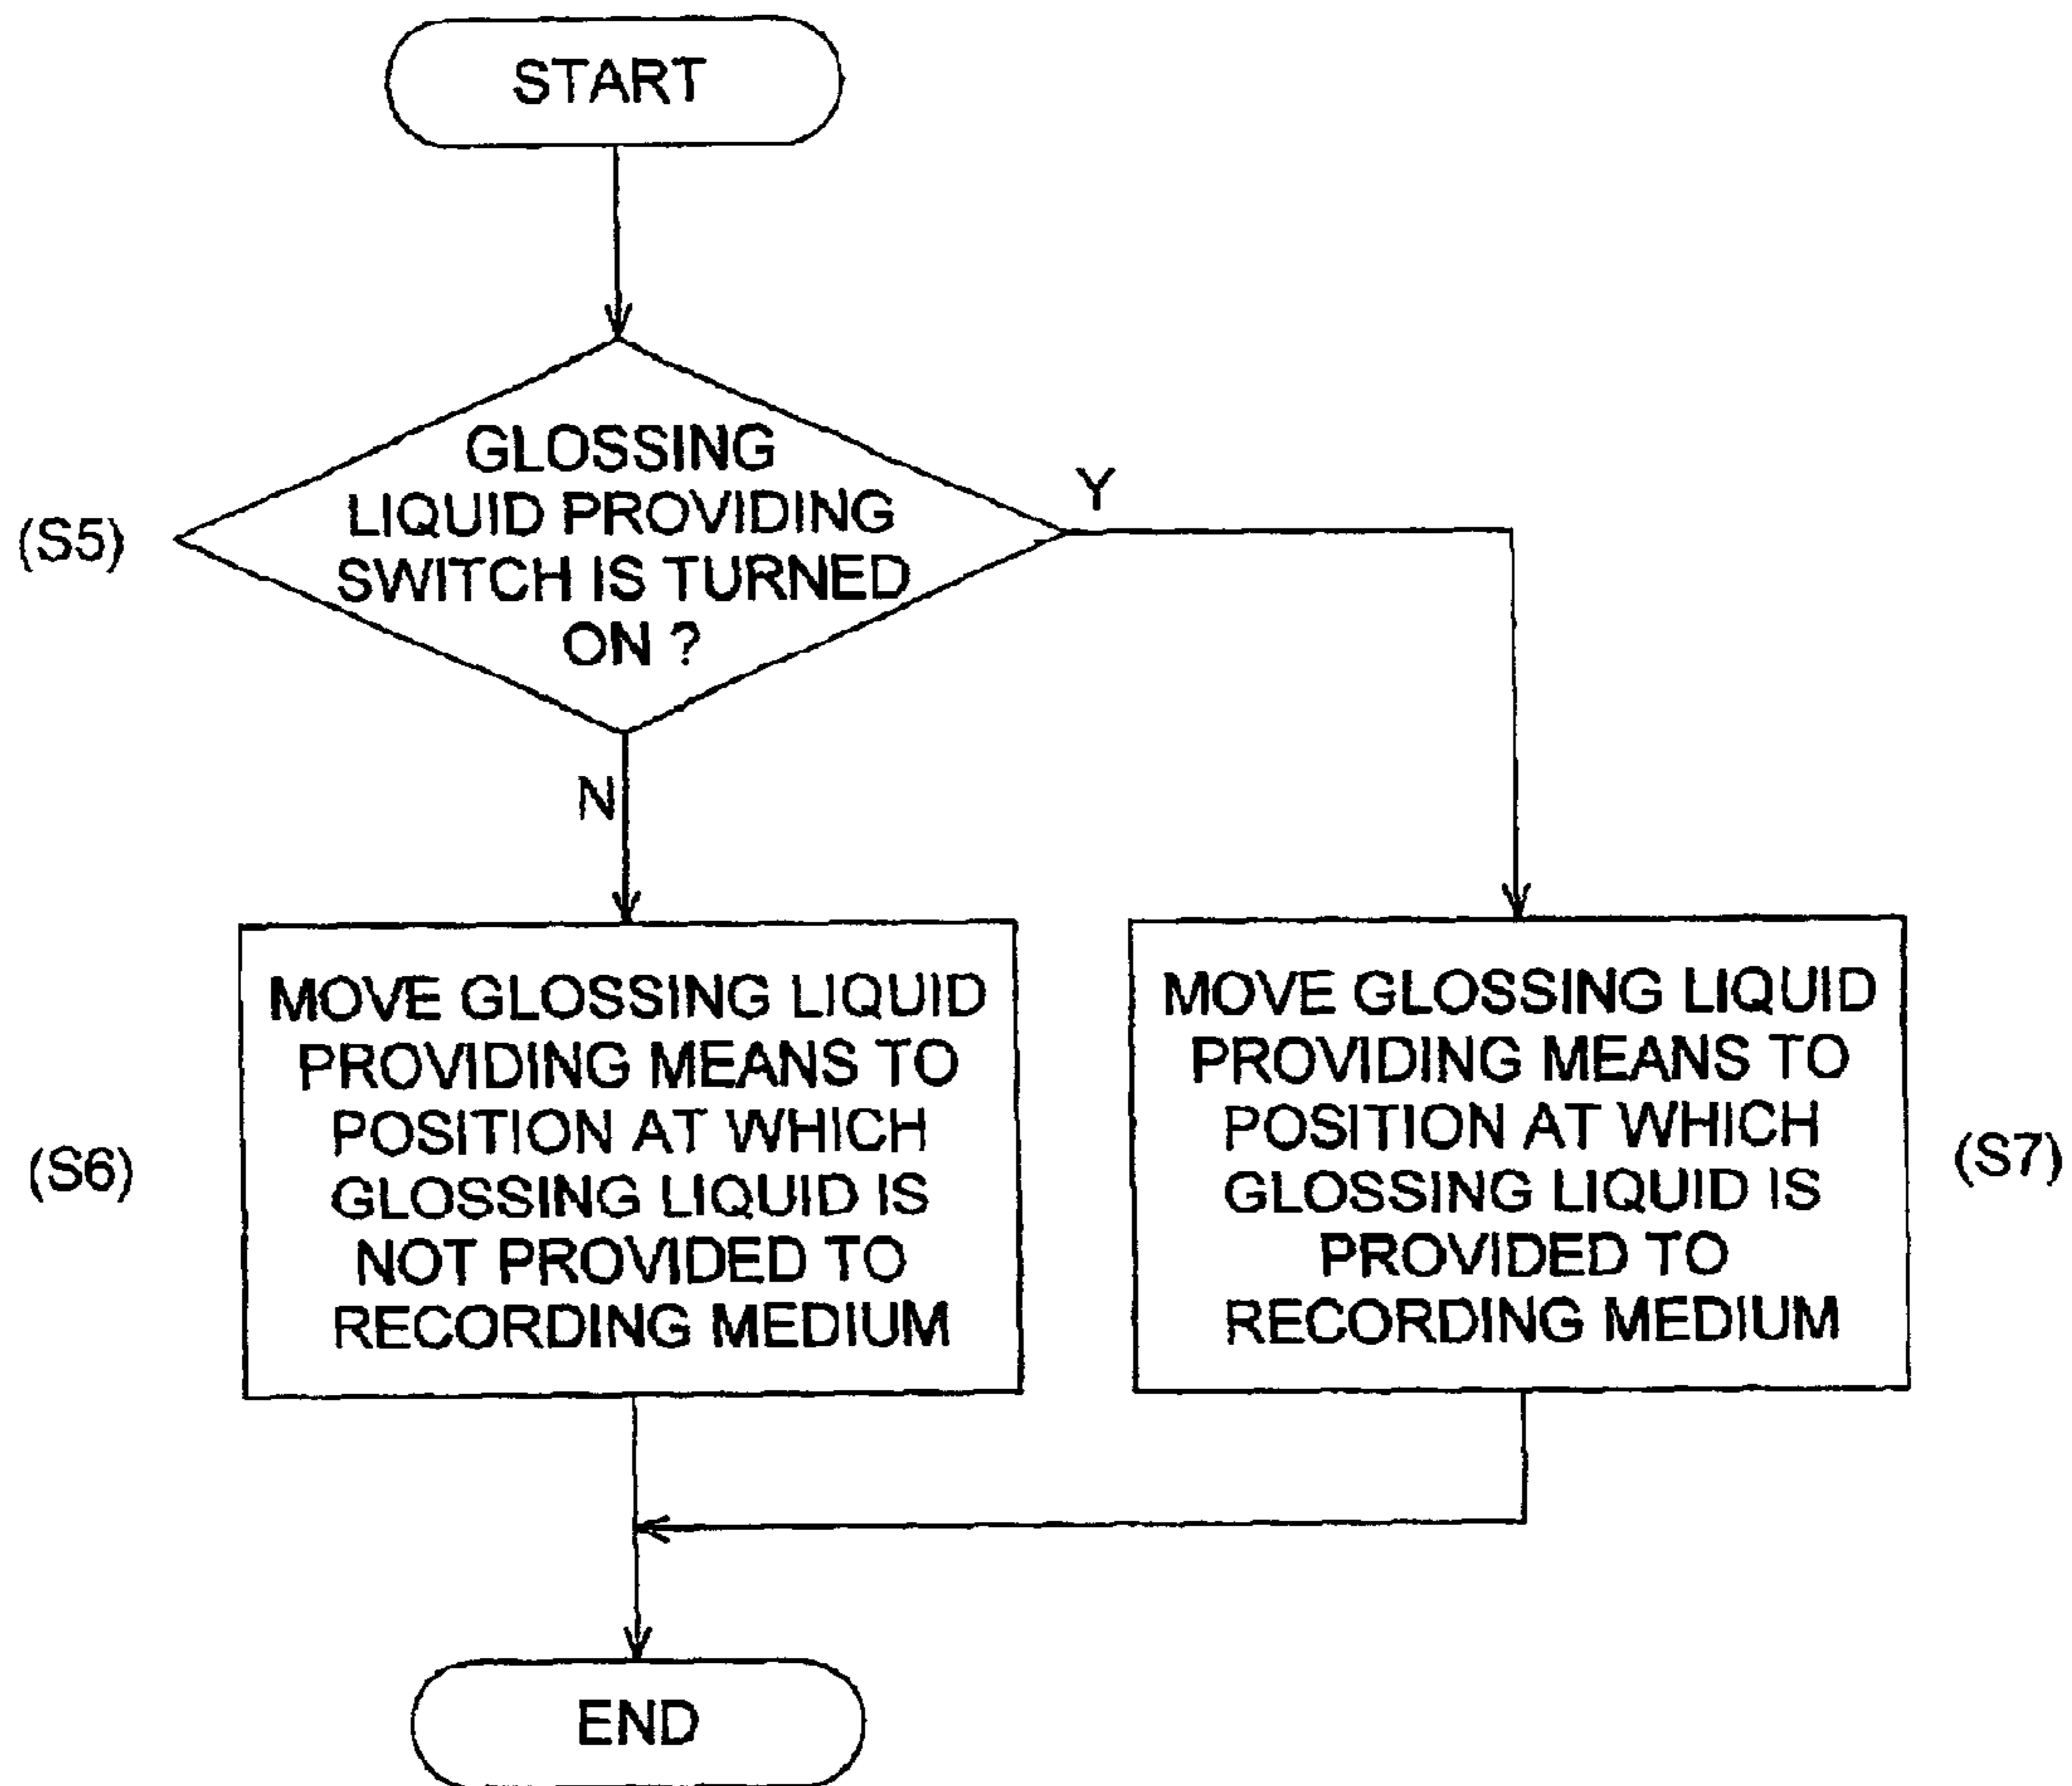 START
GLOSSING
LIQUID PROVIDING
SWITCH IS TURNED
ON ?
(S5)
Y
N
MOVE GLOSSING LIQUID
PROVIDING MEANS TO
POSITION AT WHICH
GLOSSING LIQUID IS
NOT PROVIDED TO
RECORDING MEDIUM
(S6)
MOVE GLOSSING LIQUID
PROVIDING MEANS TO
POSITION AT WHICH
GLOSSING LIQUID IS
PROVIDED TO
RECORDING MEDIUM
(S7)
END